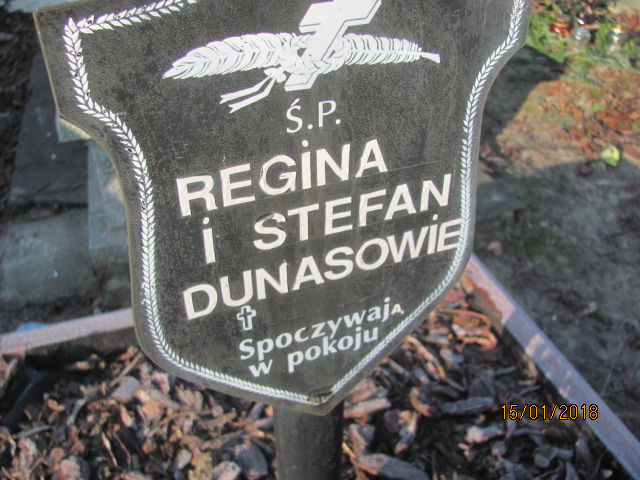 Ś.P.
REGINA
i STEFAN
DUNASOWIE
Spoczywają
w pokoju
15/01/2018